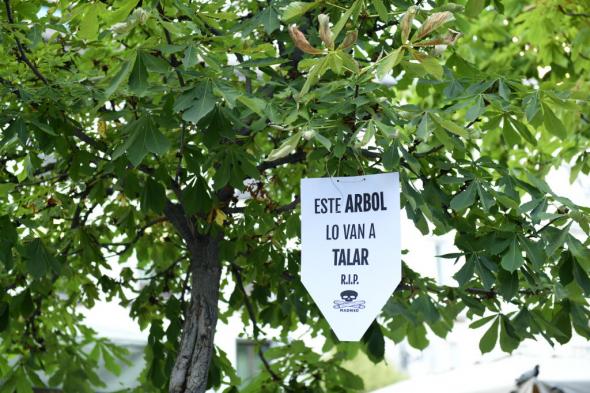 ESTE ARBOL
LO VAN A
TALAR
R.I.P.
MADRID